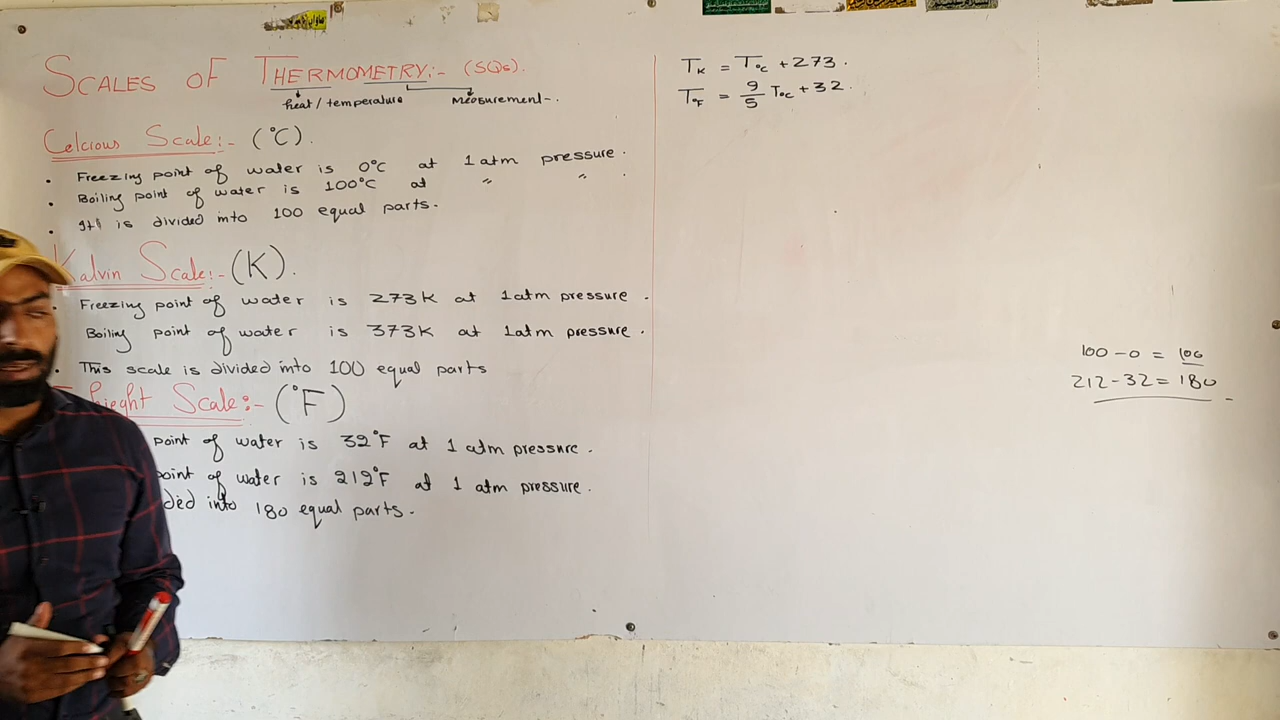 SCALES OF THERMOMETRY:- (SQs).
heat/temperature measurement-.
Celcious Scale:- (°C).
. Freezing point of water is 0°C at 1 atm pressure.
. Boiling point of water is 100°C at 〃 〃 .
. It is divided into 100 equal parts.
Kalvin Scale:- (K).
. Freezing point of water is 273K at 1atm pressure.
Boiling point of water is 373K at 1atm pressure.
. This scale is divided into 100 equal parts
Scale:- (°F)
point of water is 32°F at 1 atm pressure.
point of water is 212°F at 1 atm pressure.
ded into 180 equal parts.
TK = T°C + 273.
T°F = 9/5 T°C + 32.
100 - 0 = 100
212 - 32 = 180